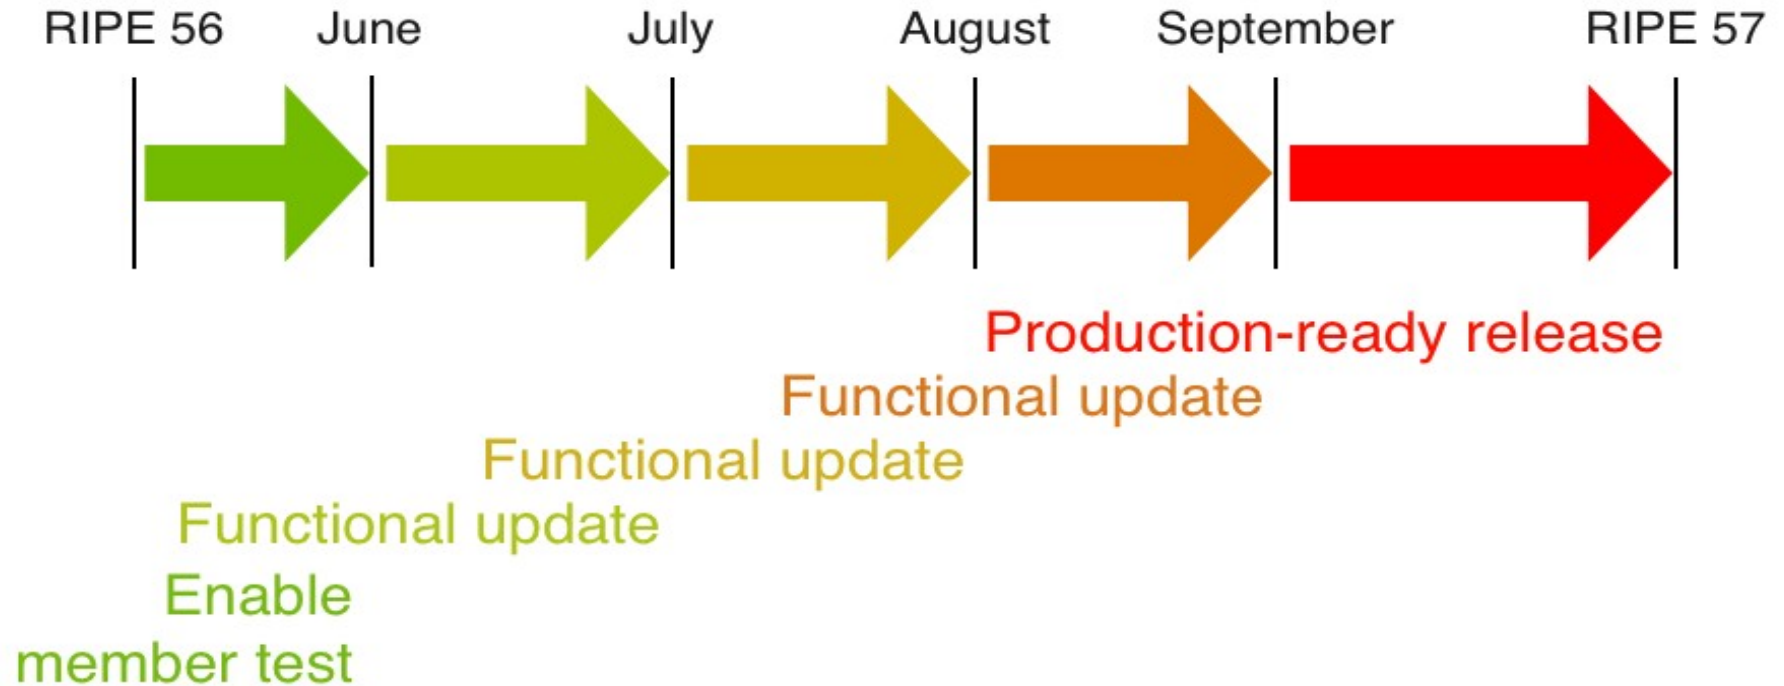 RIPE 56 June July August September RIPE 57
Production-ready release
Functional update
Functional update
Functional update
Enable
member test